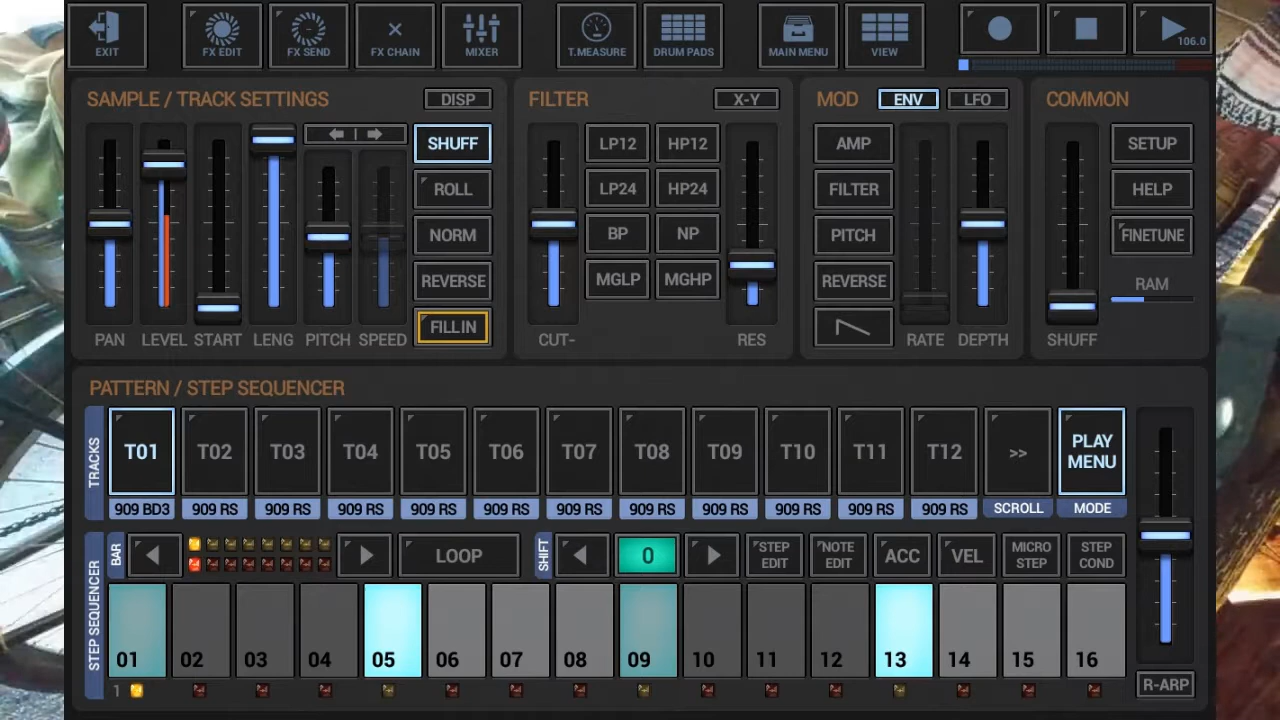 EXIT
FX EDIT
FX SEND
FX CHAIN
MIXER
T.MEASURE
DRUM PADS
MAIN MENU
VIEW
106.0
SAMPLE / TRACK SETTINGS
DISP
SHUFF
ROLL
NORM
REVERSE
FILLIN
PAN
LEVEL
START
LENG
PITCH
SPEED
FILTER
X-Y
LP12
HP12
LP24
HP24
BP
NP
MGLP
MGHP
CUT-
RES
MOD
ENV
LFO
AMP
FILTER
PITCH
REVERSE
RATE
DEPTH
COMMON
SETUP
HELP
FINETUNE
RAM
SHUFF
PATTERN / STEP SEQUENCER
TRACKS
T01
T02
T03
T04
T05
T06
T07
T08
T09
T10
T11
T12
>>
PLAY
MENU
909 BD3
909 RS
909 RS
909 RS
909 RS
909 RS
909 RS
909 RS
909 RS
909 RS
909 RS
909 RS
SCROLL
MODE
STEP SEQUENCER
BAR
LOOP
SHIFT
0
STEP
EDIT
NOTE
EDIT
ACC
VEL
MICRO
STEP
STEP
COND
01
02
03
04
05
06
07
08
09
10
11
12
13
14
15
16
1
R-ARP